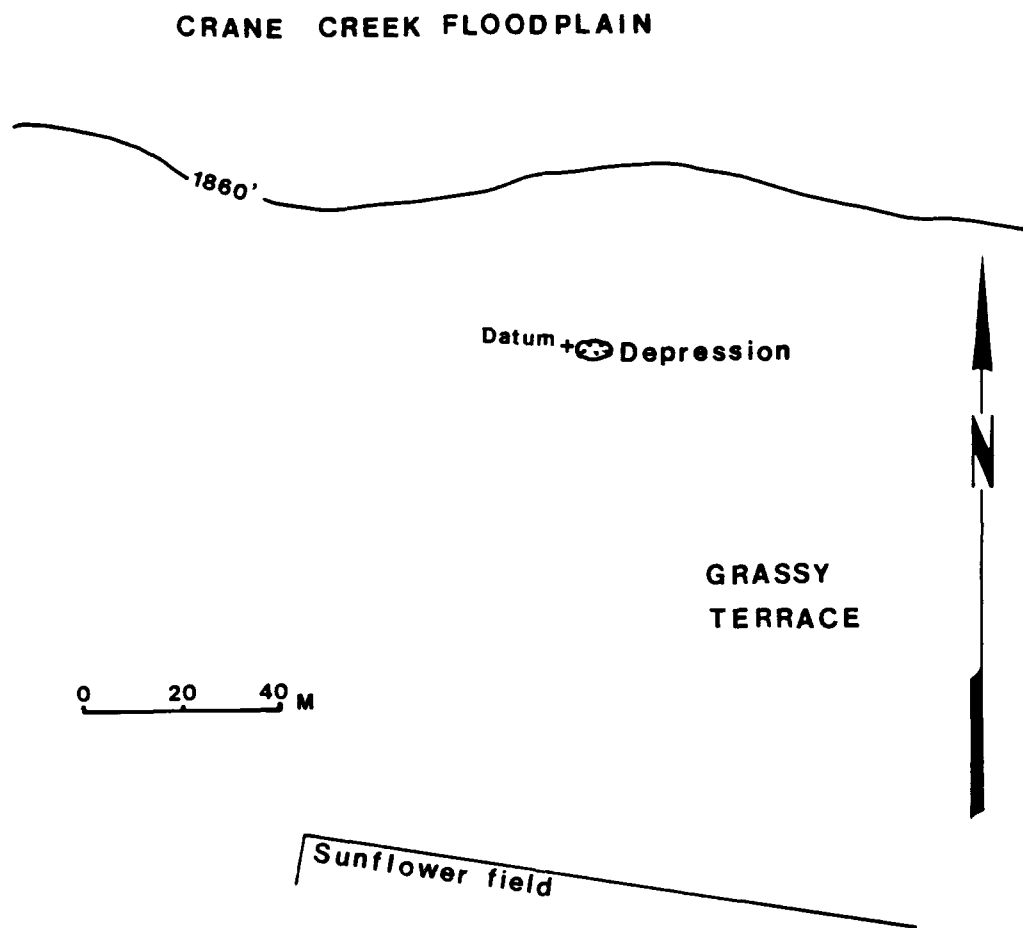 CRANE CREEK FLOODPLAIN
1860'
Datum + Depression
N
GRASSY
TERRACE
0 20 40 M
Sunflower field